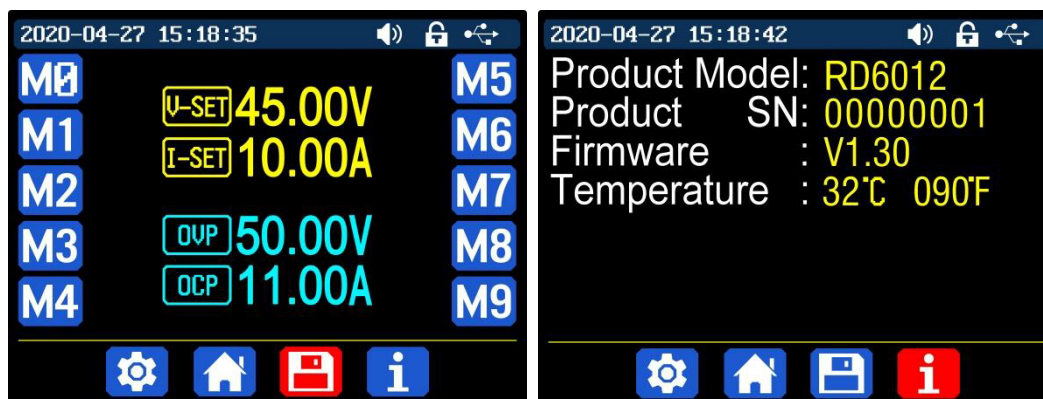 2020-04-27 15:18:35
M0
M1
M2
M3
M4
V-SET 45.00V
I-SET 10.00A
OVP 50.00V
OCP 11.00A
M5
M6
M7
M8
M9
i
2020-04-27 15:18:42
Product Model: RD6012
Product SN: 00000001
Firmware : V1.30
Temperature : 32℃ 090℉
i